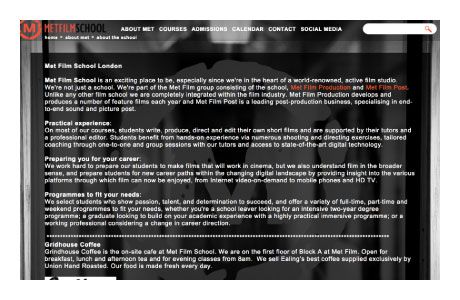 METFILMSCHOOL
ABOUT MET COURSES ADMISSIONS CALENDAR CONTACT SOCIAL MEDIA
home about met about the school
Met Film School London
Met Film School is an exciting place to be, especially since we're in the heart of a world-renowned, active film studio.
We're not just a school. We're part of the Met Film group consisting of the school, Met Film Production and Met Film Post.
Unlike any other film school we are completely integrated within the film industry. Met Film Production develops and
produces a number of feature films each year and Met Film Post is a leading post-production business, specialising in end-
to-end sound and picture post.
Practical experience:
On most of our courses, students write, produce, direct and edit their own short films and are supported by their tutors and
a professional editor. Students benefit from hands-on experience via numerous shooting and directing exercises, tailored
coaching through one-to-one and group sessions with our tutors and access to state-of-the-art digital technology.
Preparing you for your career:
We work hard to prepare our students to make films that will work in cinema, but we also understand film in the broader
sense, and prepare students for new career paths within the changing digital landscape by providing insight into the various
platforms through which film can now be enjoyed, from Internet video-on-demand to mobile phones and HD TV.
Programmes to fit your needs:
We select students who show passion, talent, and determination to succeed, and offer a variety of full-time, part-time and
weekend programmes to fit your needs, whether you're a school leaver looking for an intensive two-year degree
programme; a graduate looking to build on your academic experience with a highly practical immersive programme; or a
working professional considering a change in career direction.
Gridhouse Coffee
Grindhouse Coffee is the on-site cafe at Met Film School. We are on the first floor of Block A at Met Film. Open for
breakfast, lunch and afternoon tea and for evening classes from 8am. We sell Ealing's best coffee supplied exclusively by
Union Hand Roasted. Our food is made fresh every day.